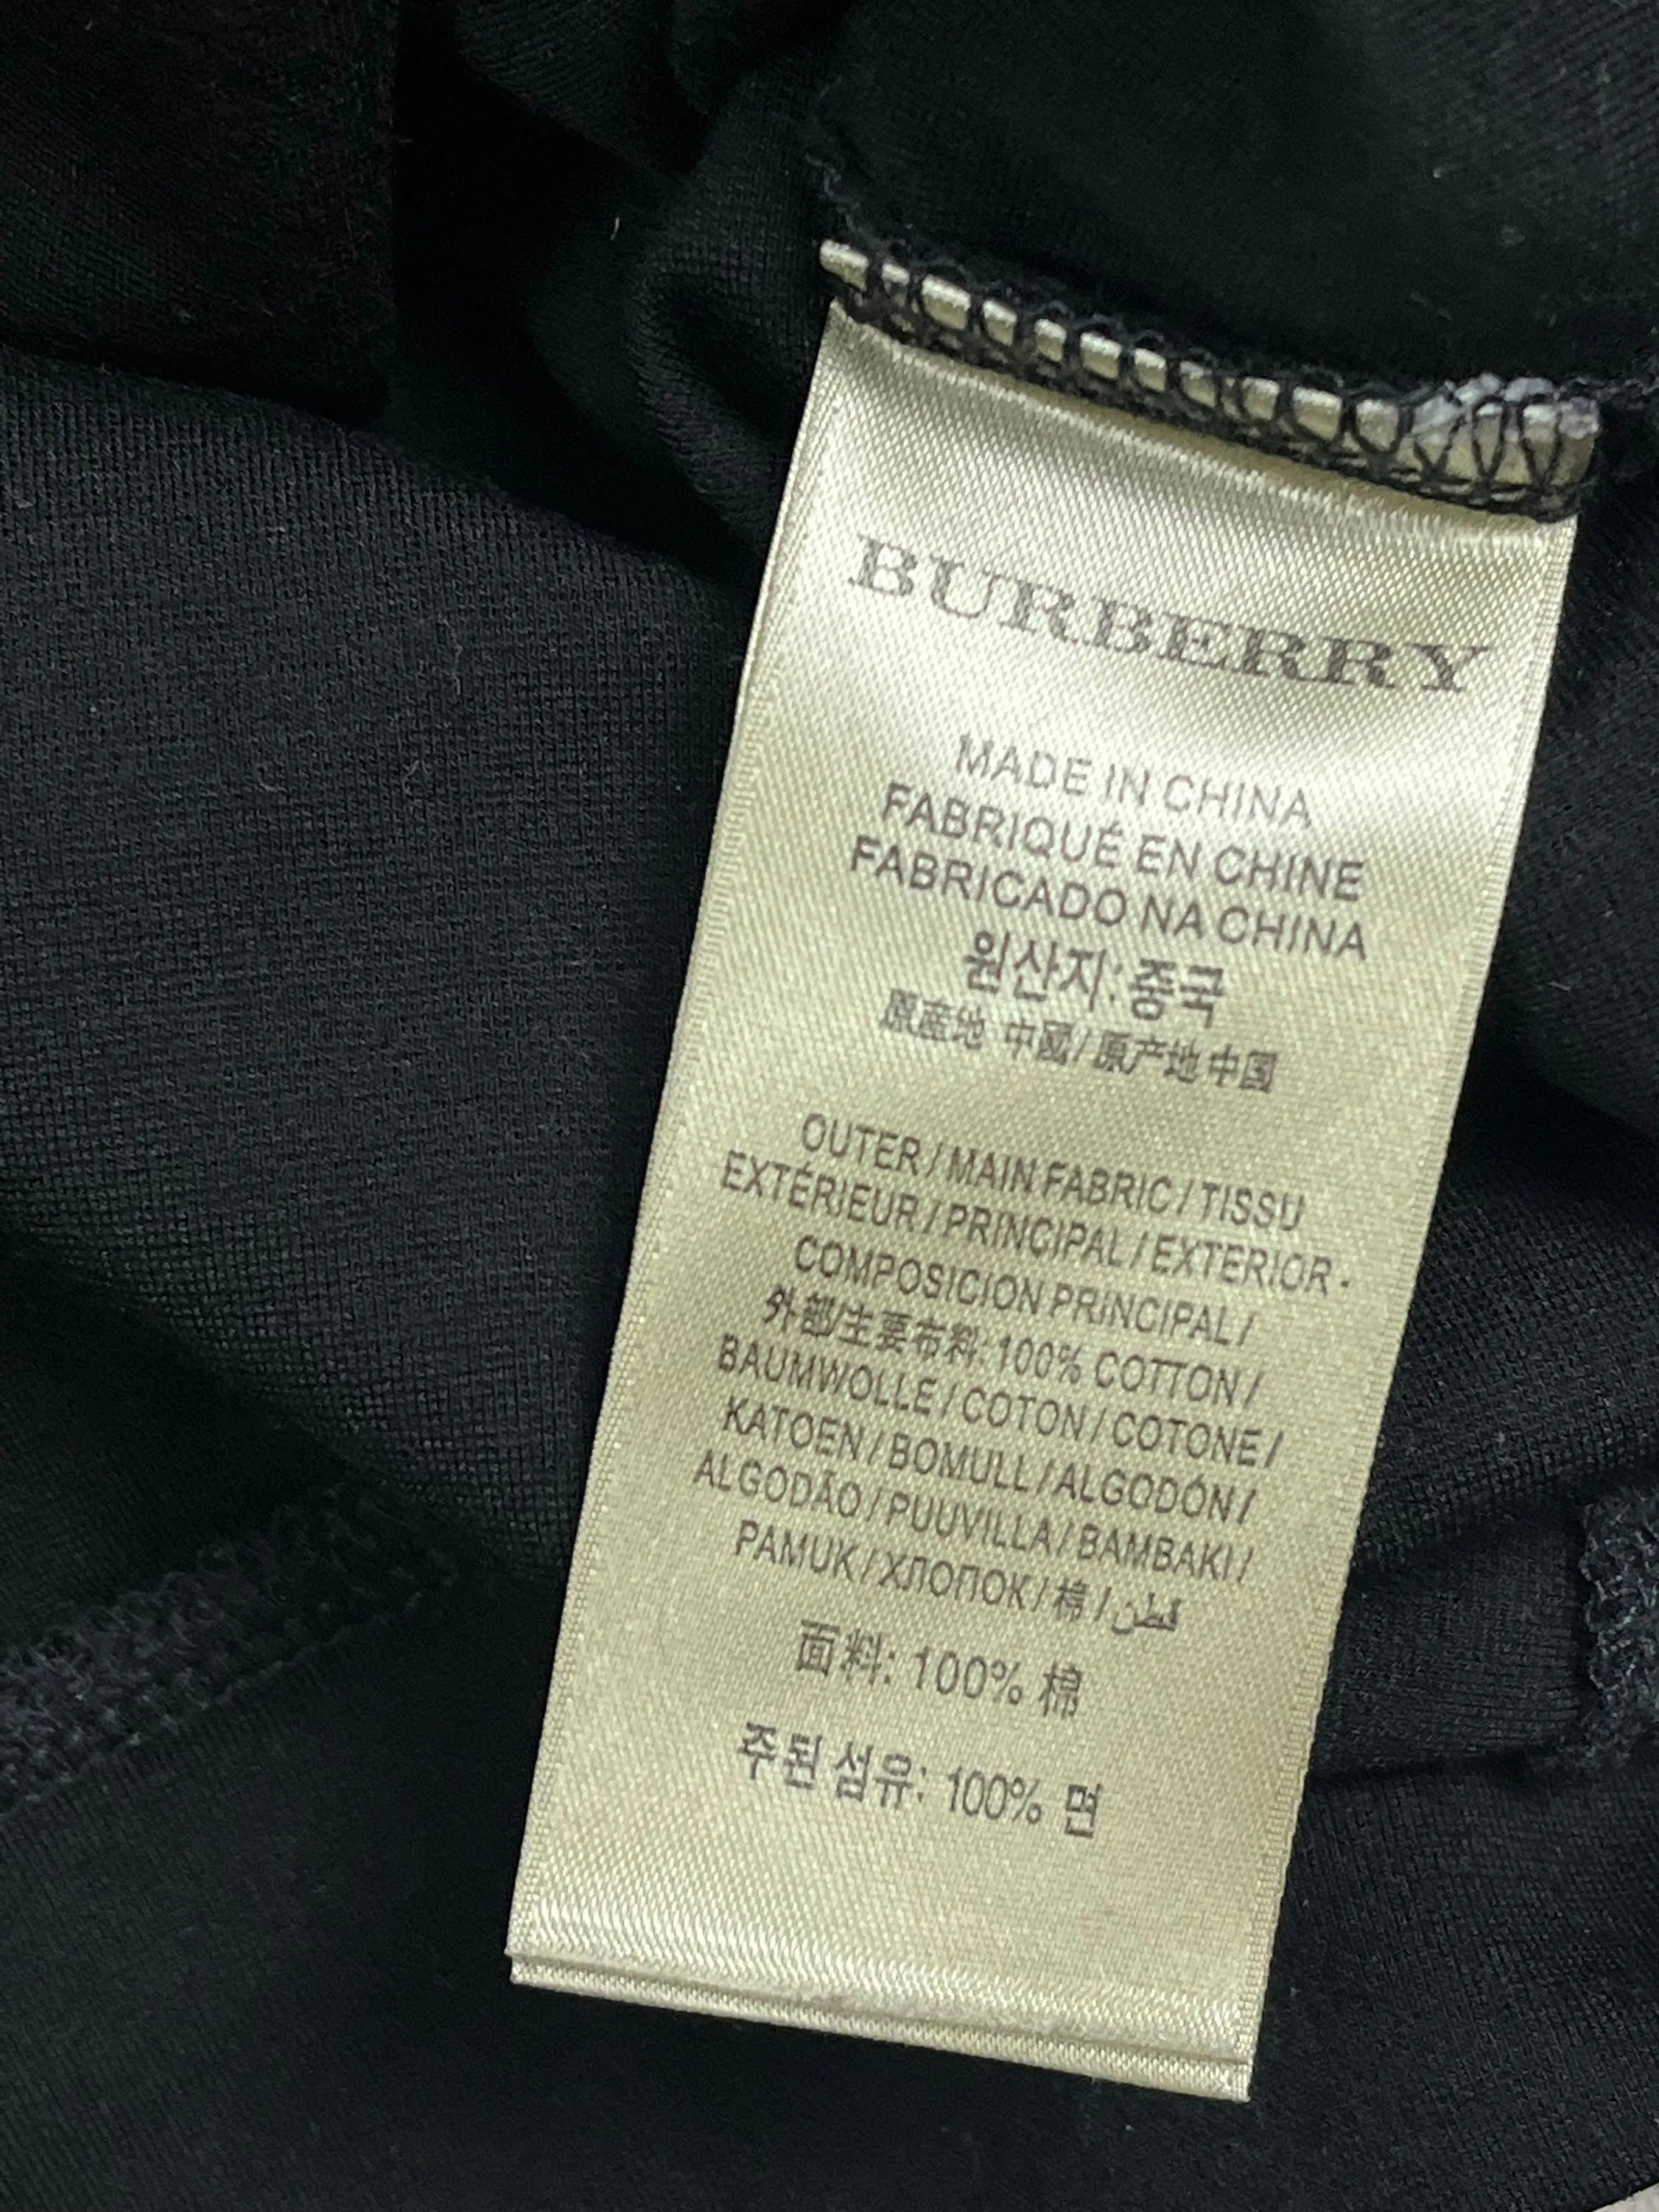 BURBERRY
MADE IN CHINA
FABRIQUÉ EN CHINE
FABRICADO NA CHINA
원산지: 중국
原産地 中國/原产地 中国
OUTER / MAIN FABRIC / TISSU
EXTÉRIEUR / PRINCIPAL / EXTERIOR -
COMPOSICION PRINCIPAL /
外部/主要布料: 100% COTTON /
BAUMWOLLE / COTON / COTONE /
KATOEN / BOMULL / ALGODÓN /
ALGODÃO / PUUVILLA / BAMBAKI /
PAMUK / ХЛОПОК / 棉 / قطن
面料: 100% 棉
주된 섬유: 100% 면